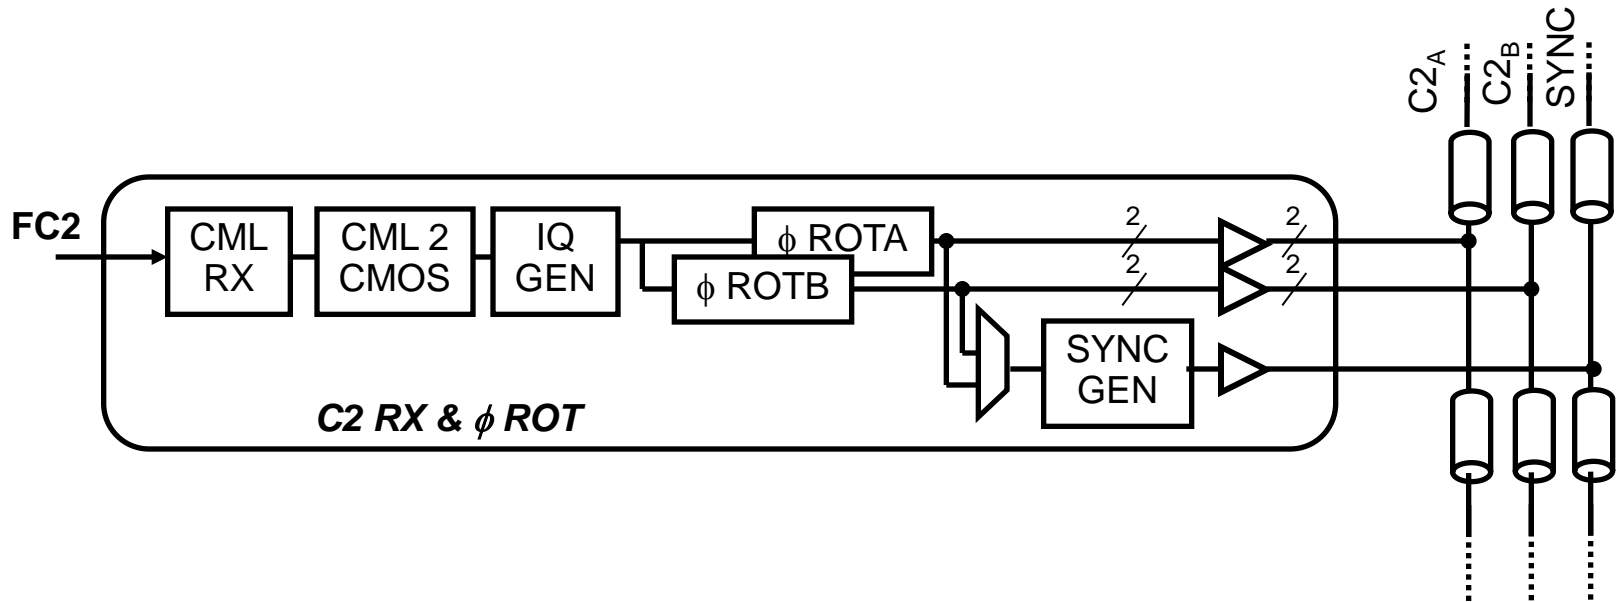 C2A
C2B
SYNC
FC2
CML
RX
CML 2
CMOS
IQ
GEN
ϕ ROTA
ϕ ROTB
2
2
2
2
SYNC
GEN
C2 RX & ϕ ROT